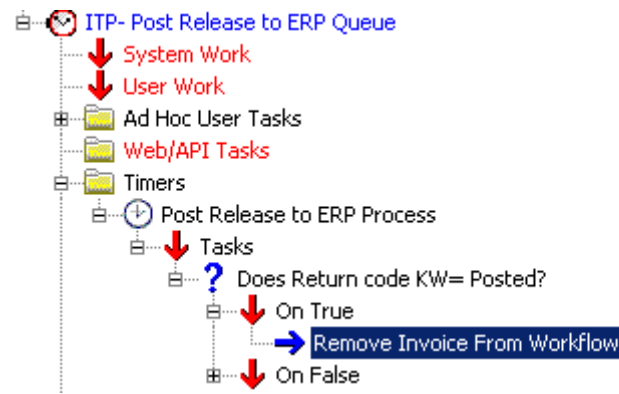 ITP- Post Release to ERP Queue
System Work
User Work
Ad Hoc User Tasks
Web/API Tasks
Timers
Post Release to ERP Process
Tasks
Does Return code KW= Posted?
On True
Remove Invoice From Workflow
On False